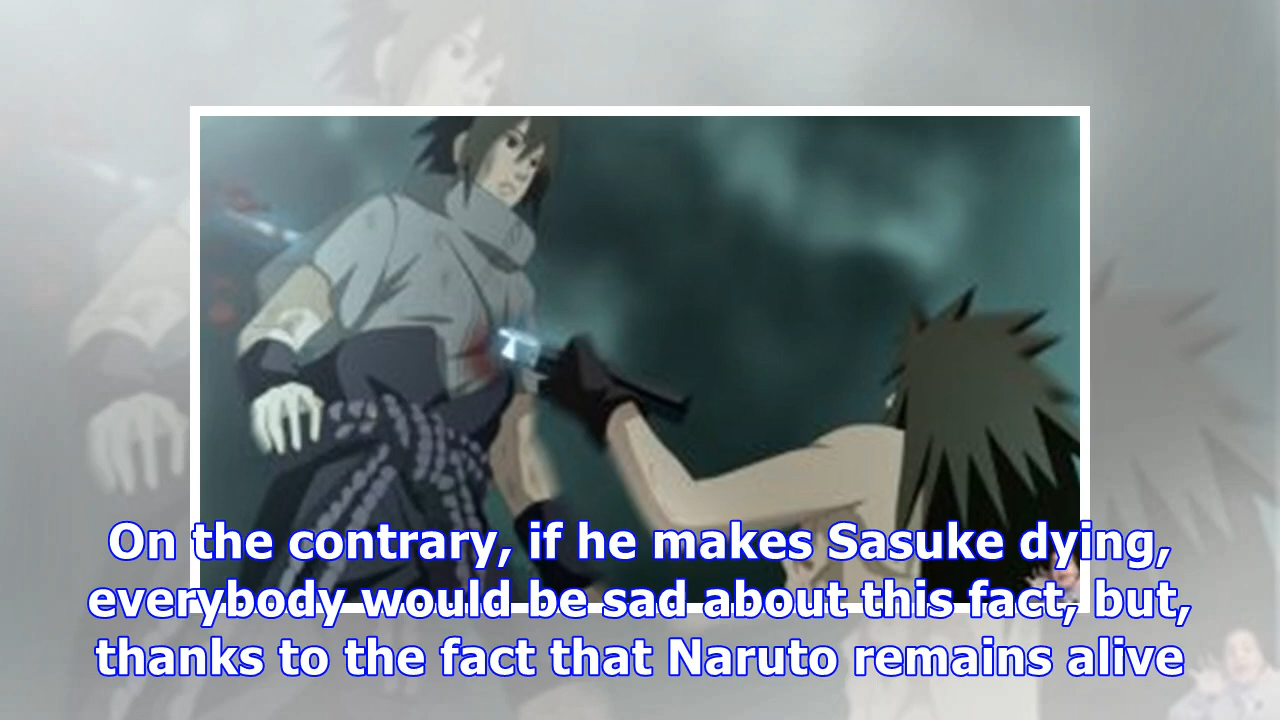 On the contrary, if he makes Sasuke dying,
everybody would be sad about this fact, but,
thanks to the fact that Naruto remains alive